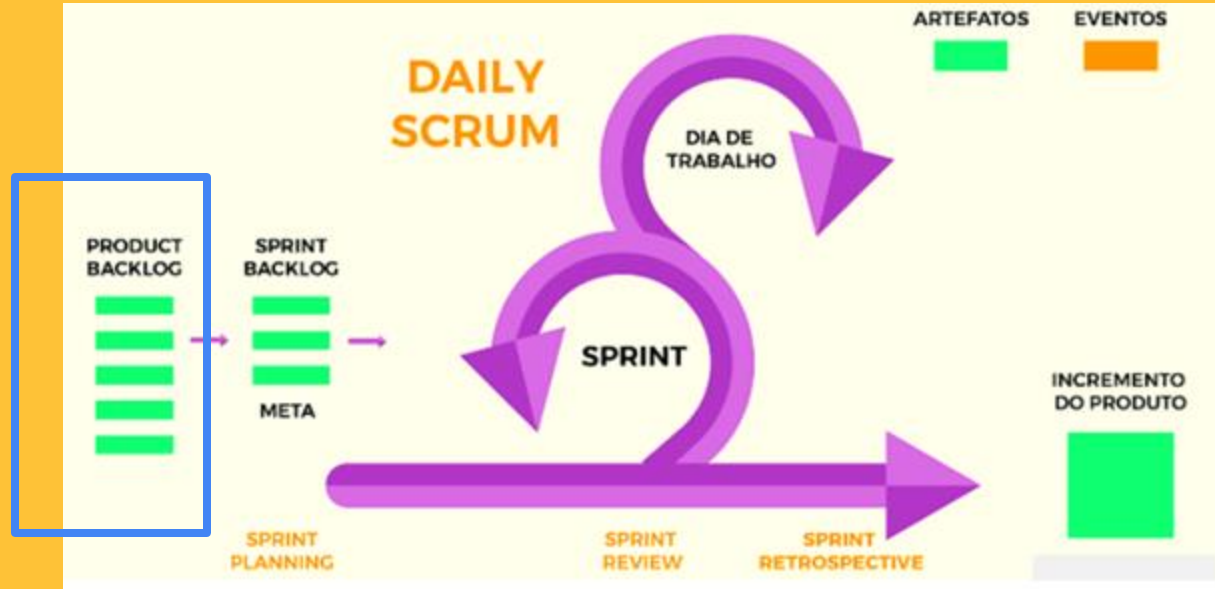 ARTEFATOS
EVENTOS
DAILY
SCRUM
DIA DE
TRABALHO
PRODUCT
BACKLOG
SPRINT
BACKLOG
META
SPRINT
INCREMENTO
DO PRODUTO
SPRINT
PLANNING
SPRINT
REVIEW
SPRINT
RETROSPECTIVE